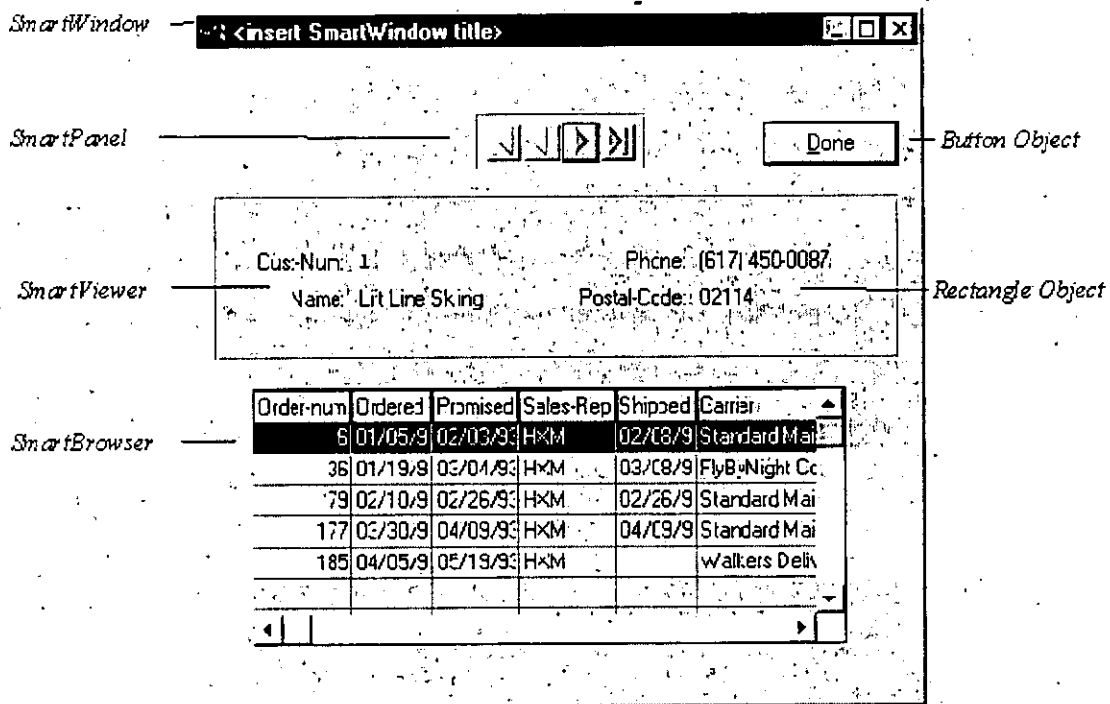 SmartWindow
<insert SmartWindow title>
SmartPanel
Done
Button Object
Cust-Num: 1
Phone: (617) 450-0087
SmartViewer
Name: Lift Line Skiing
Postal-Code: 02114
Rectangle Object
Order-num Ordered Promised Sales-Rep Shipped Carrier
SmartBrowser
6 01/05/9 02/03/93 HXM 02/08/9 Standard Mai
36 01/19/9 03/04/93 HXM 03/08/9 FlyByNight Co
79 02/10/9 02/26/93 HXM 02/26/9 Standard Mai
177 03/30/9 04/09/93 HXM 04/09/9 Standard Mai
185 04/05/9 05/19/93 HXM Walkers Deliv